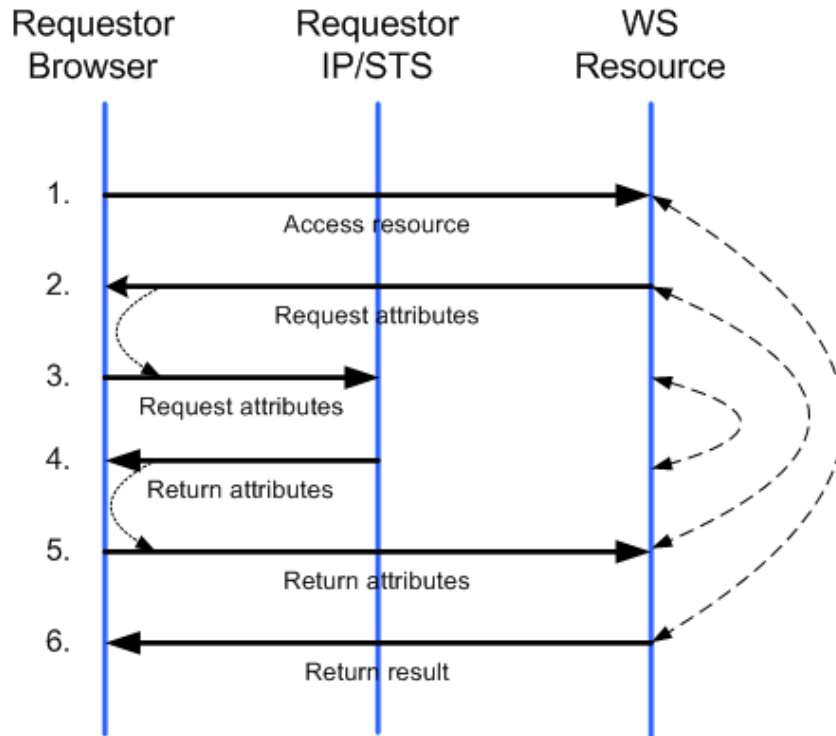 Requestor
Browser
Requestor
IP/STS
WS
Resource
1.
Access resource
2.
Request attributes
3.
Request attributes
4.
Return attributes
5.
Return attributes
6.
Return result